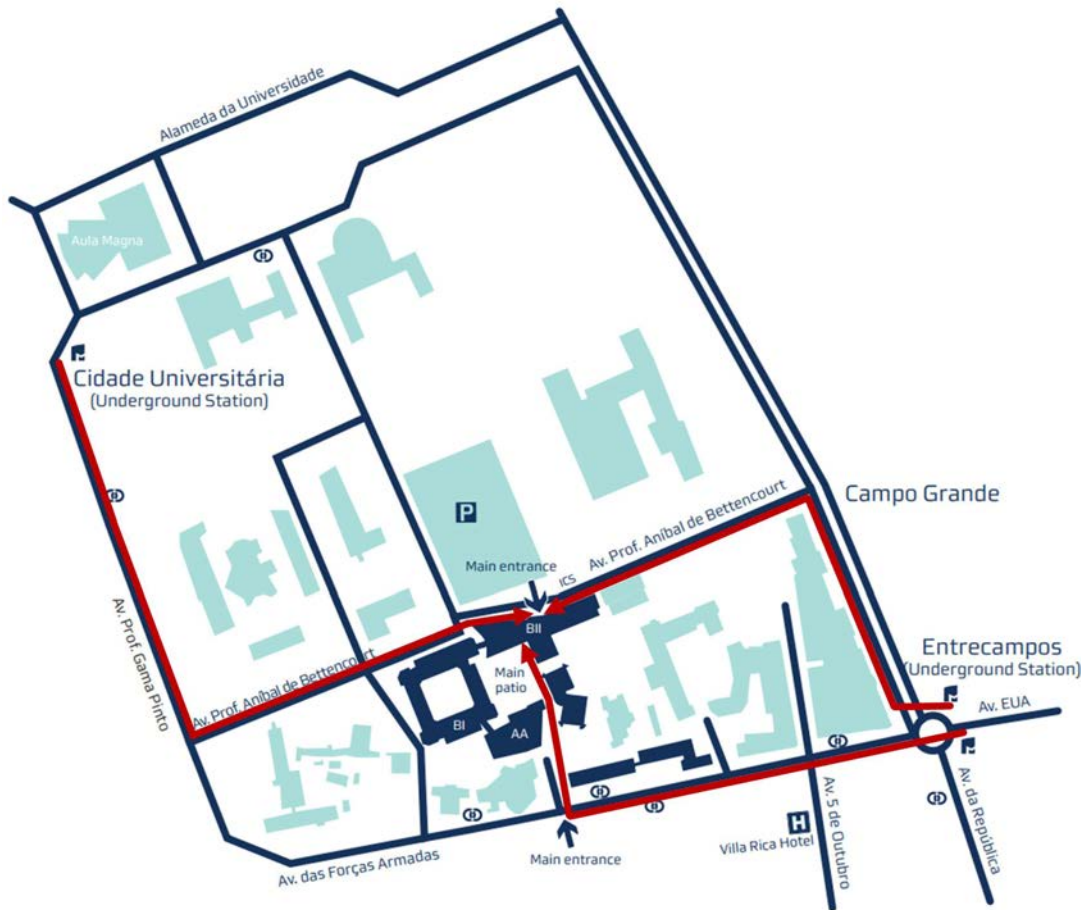 Alameda da Universidade
Aula Magna
Cidade Universitária
(Underground Station)
Campo Grande
P
Av. Prof. Aníbal de Bettencourt
Main entrance
ICS
BII
Av. Prof. Gama Pinto
Av. Prof. Aníbal de Bettencourt
Main
patio
BI
AA
Entrecampos
(Underground Station)
Av. EUA
Av. das Forças Armadas
Main entrance
H
Villa Rica Hotel
Av. 5 de Outubro
Av. da República